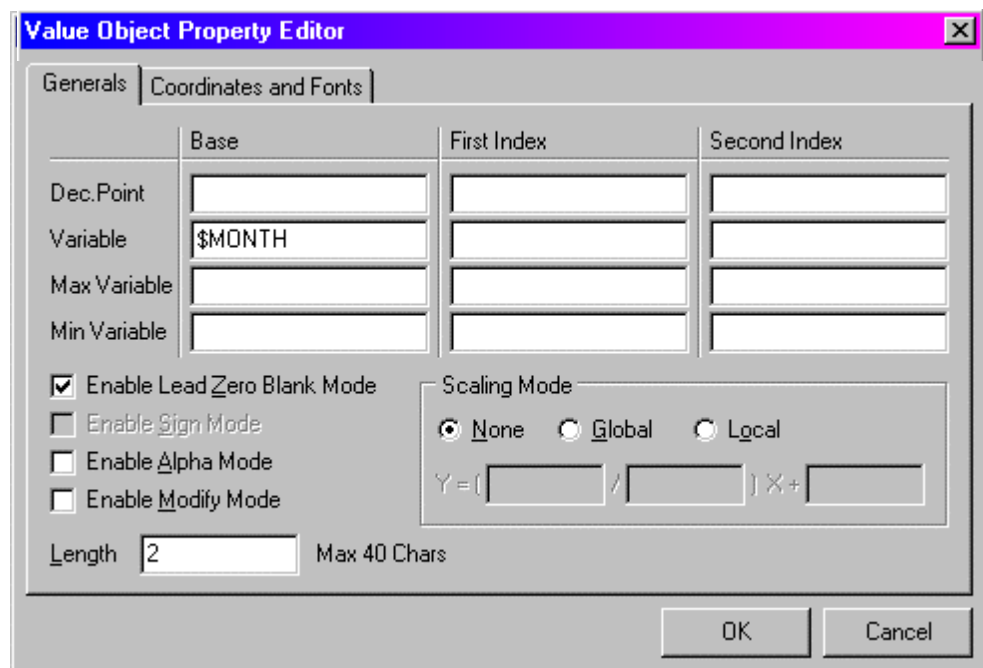 Value Object Property Editor
Generals Coordinates and Fonts
Base First Index Second Index
Dec.Point
Variable $MONTH
Max Variable
Min Variable
Enable Lead Zero Blank Mode
Enable Sign Mode
Enable Alpha Mode
Enable Modify Mode
Scaling Mode
None Global Local
Y = ( / ) X +
Length 2 Max 40 Chars
OK Cancel